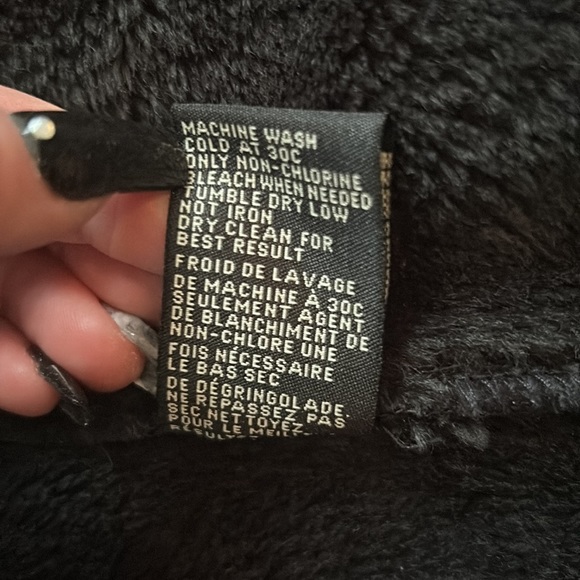 MACHINE WASH
COLD AT 30C
ONLY NON-CHLORINE
BLEACH WHEN NEEDED
TUMBLE DRY LOW
NOT IRON
DRY CLEAN FOR
BEST RESULT
FROID DE LAVAGE
DE MACHINE À 30C
SEULEMENT AGENT
DE BLANCHIMENT DE
NON-CHLORE UNE
FOIS NÉCESSAIRE
LE BAS SEC
DE DÉGRINGOLADE.
NE REPASSEZ PAS
SEC NETTOYEZ
POUR LE MEILL
RÉSULTA